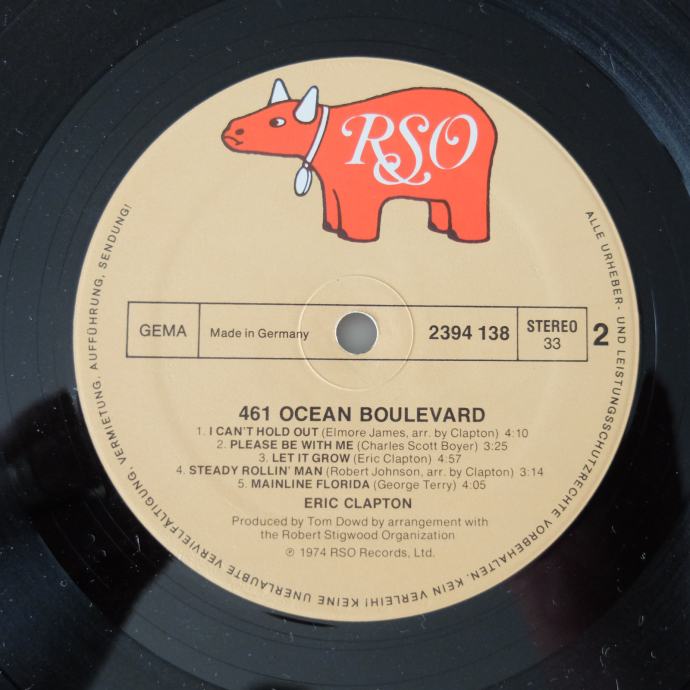 RSO
GEMA
Made in Germany
2394 138
STEREO
33
2
461 OCEAN BOULEVARD
1. I CAN'T HOLD OUT (Elmore James, arr. by Clapton) 4:10
2. PLEASE BE WITH ME (Charles Scott Boyer) 3:25
3. LET IT GROW (Eric Clapton) 4:57
4. STEADY ROLLIN' MAN (Robert Johnson, arr. by Clapton) 3:14
5. MAINLINE FLORIDA (George Terry) 4:05
ERIC CLAPTON
Produced by Tom Dowd by arrangement with
the Robert Stigwood Organization
℗ 1974 RSO Records, Ltd.
ALLE URHEBER- UND LEISTUNGSSCHUTZRECHTE VORBEHALTEN. KEIN VERLEIH! KEINE UNERLAUBTE VERVIELFÄLTIGUNG, VERMIETUNG, AUFFÜHRUNG, SENDUNG!